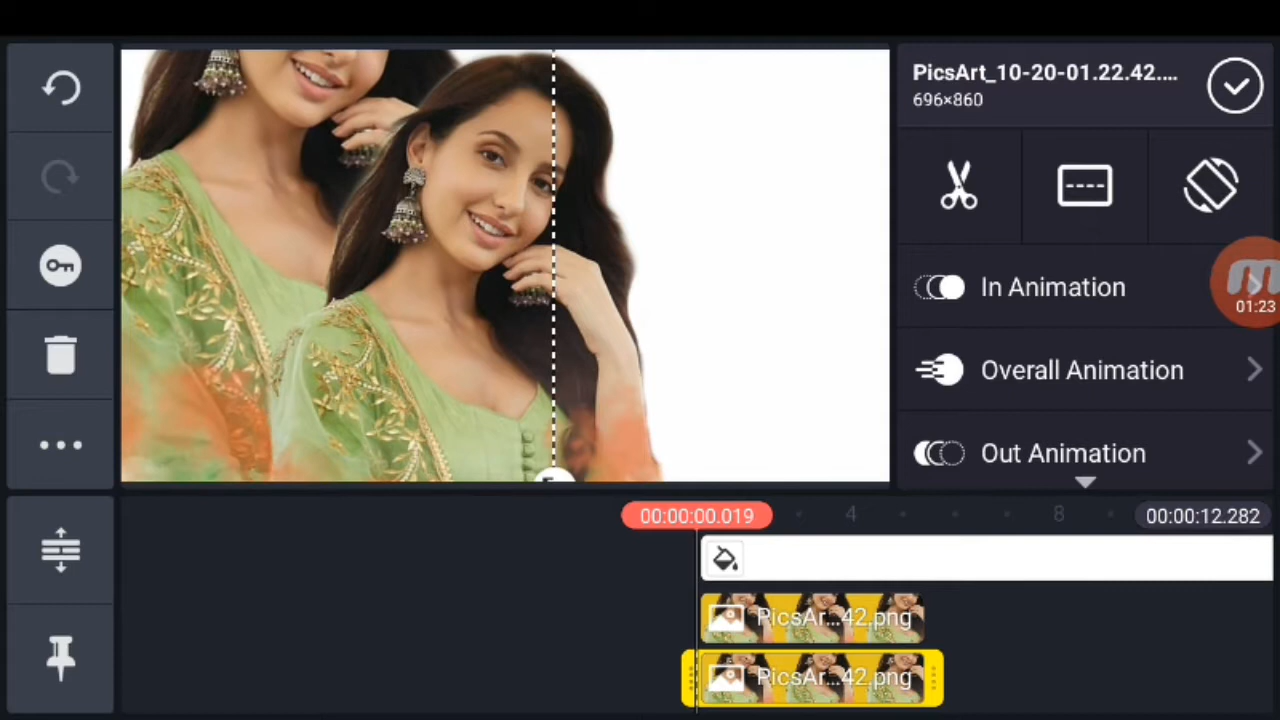 PicsArt_10-20-01.22.42....
696×860
In Animation
01:23
Overall Animation
Out Animation
00:00:00.019
4
8
00:00:12.282
PicsAr...42.png
PicsAr...42.png